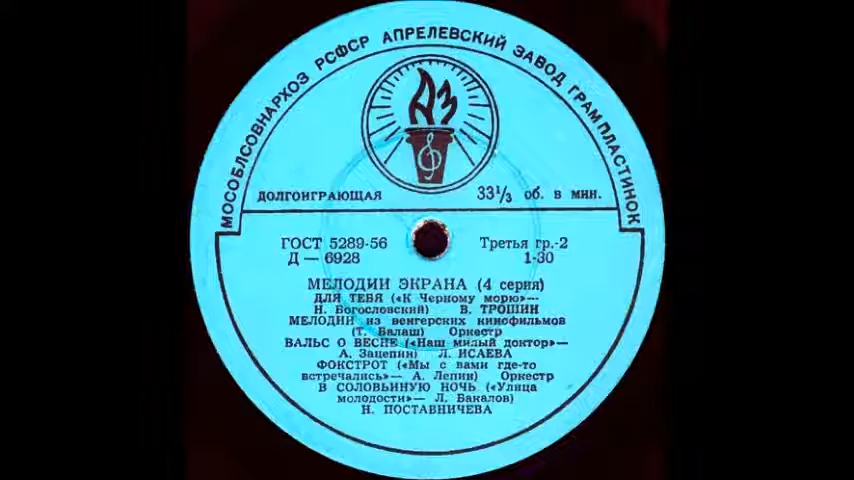 МОСОБЛСОВНАРХОЗ РСФСР АПРЕЛЕВСКИЙ ЗАВОД ГРАМПЛАСТИНОК
АЗ
ДОЛГОИГРАЮЩАЯ 33⅓ об. в мин.
ГОСТ 5289-56 Третья гр.-2
Д — 6928 1-30
МЕЛОДИИ ЭКРАНА (4 серия)
ДЛЯ ТЕБЯ («К Черному морю»—
Н. Богословский) В. ТРОШИН
МЕЛОДИИ из венгерских кинофильмов
(Т. Балаш) Оркестр
ВАЛЬС О ВЕСНЕ («Наш милый доктор»—
А. Зацепин) Л. ИСАЕВА
ФОКСТРОТ («Мы с вами где-то
встречались»— А. Лепин) Оркестр
В СОЛОВЬИНУЮ НОЧЬ («Улица
молодости»— Л. Бакалов)
Н. ПОСТАВНИЧЕВА